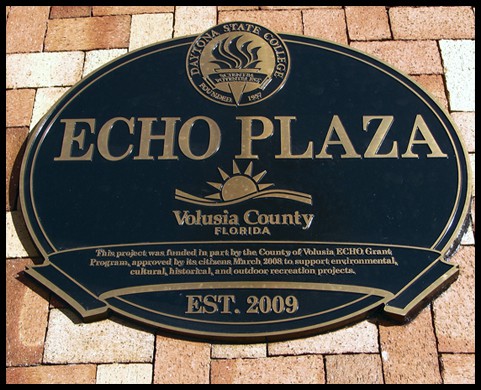 DAYTONA STATE COLLEGE
SCIENTIA
FOUNDED 1957
ECHO PLAZA
Volusia County
FLORIDA
This project was funded in part by the County of Volusia ECHO Grant
Program, approved by its citizens March 2008 to support environmental,
cultural, historical, and outdoor recreation projects.
EST. 2009